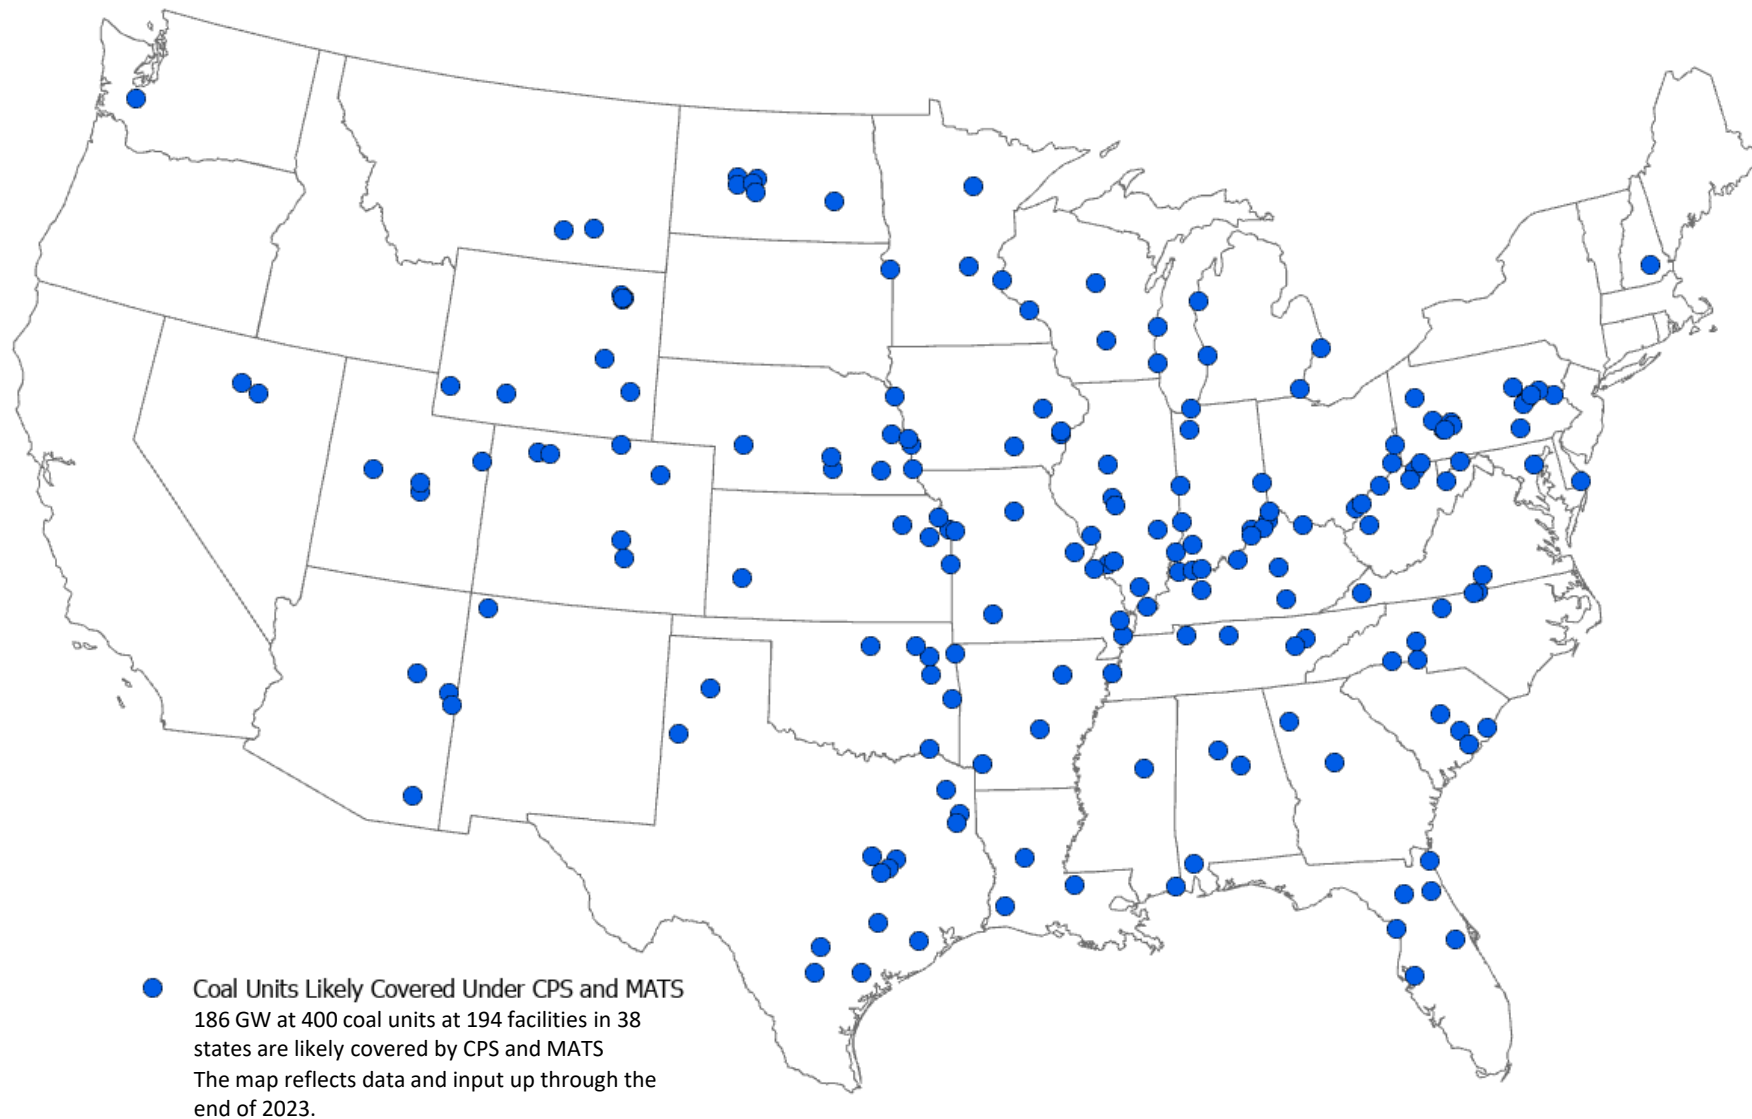 Coal Units Likely Covered Under CPS and MATS
186 GW at 400 coal units at 194 facilities in 38
states are likely covered by CPS and MATS
The map reflects data and input up through the
end of 2023.